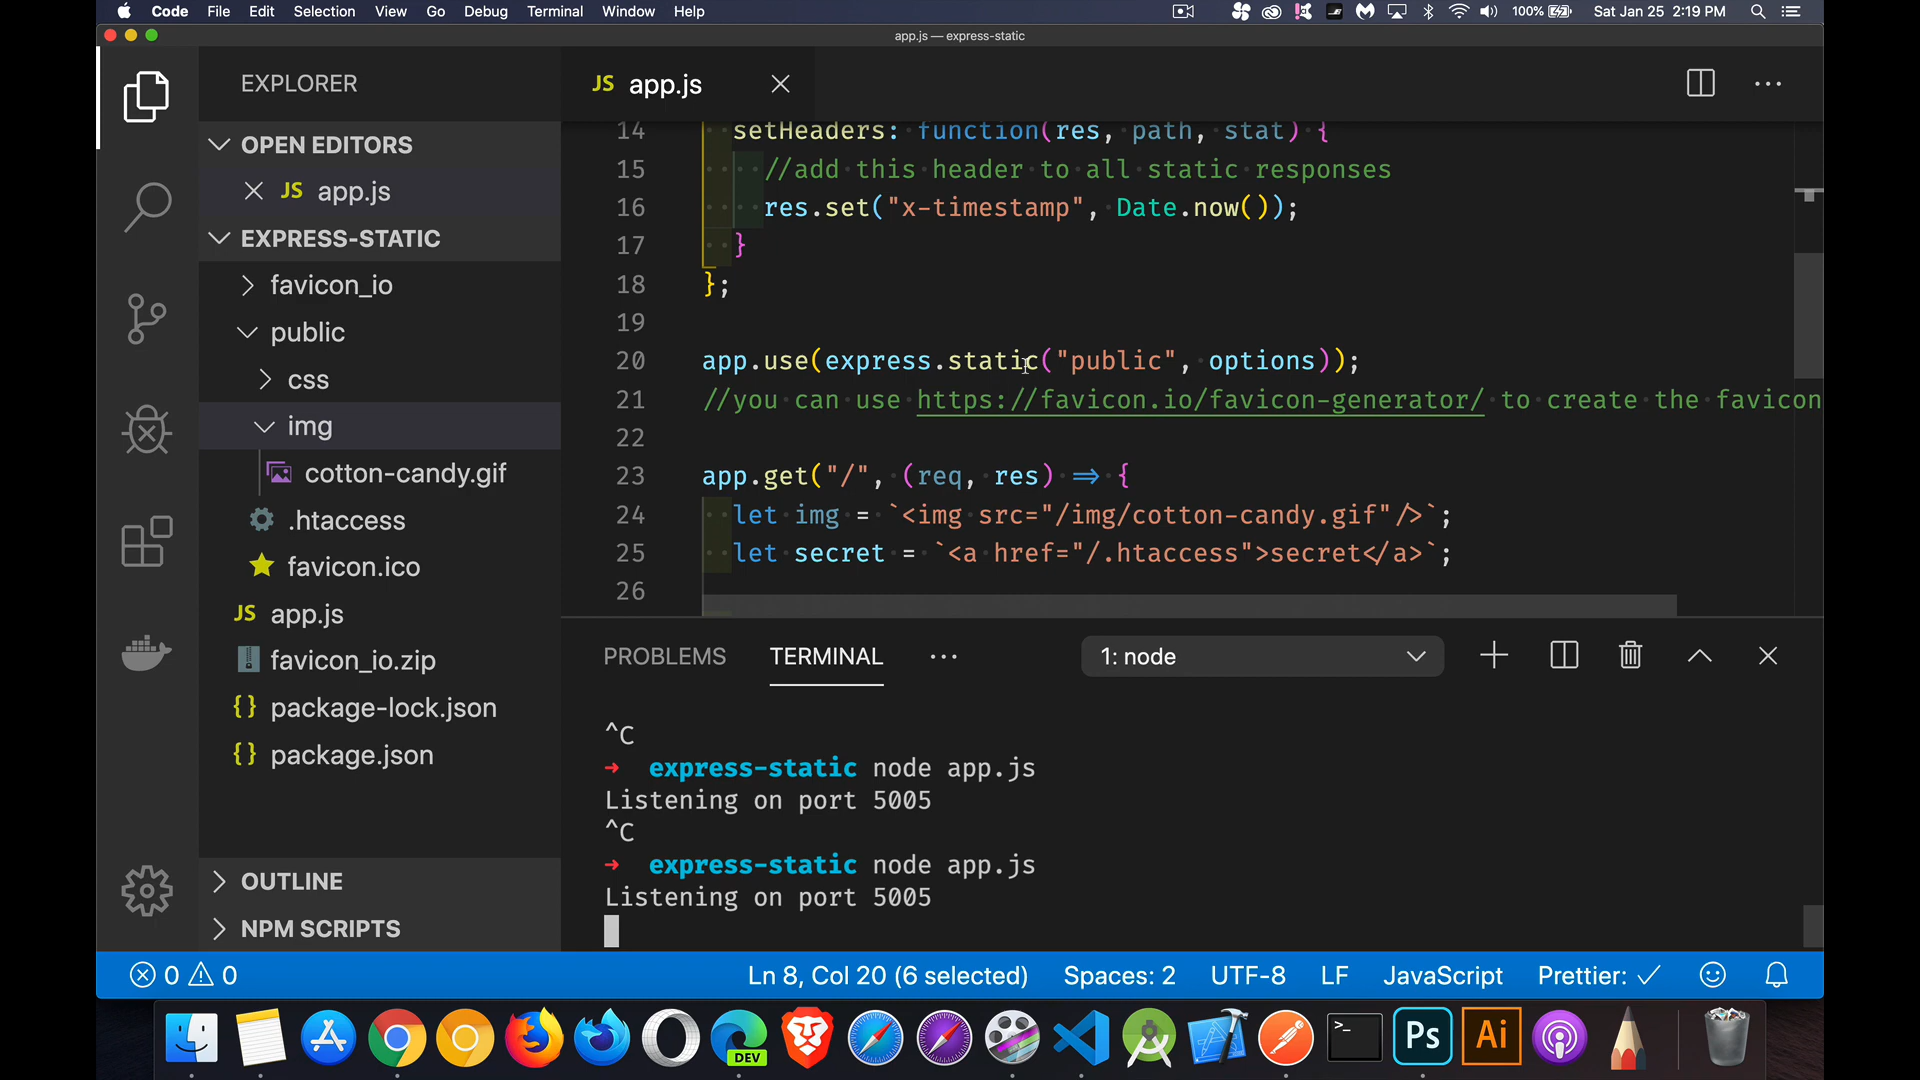 Code File Edit Selection View Go Debug Terminal Window Help 100% Sat Jan 25 2:19 PM
app.js — express-static
EXPLORER
JS app.js
OPEN EDITORS
JS app.js
EXPRESS-STATIC
favicon_io
public
css
img
cotton-candy.gif
.htaccess
favicon.ico
JS app.js
favicon_io.zip
{} package-lock.json
{} package.json
OUTLINE
NPM SCRIPTS
14 setHeaders: function(res, path, stat) {
15 //add this header to all static responses
16 res.set("x-timestamp", Date.now());
17 }
18 };
19
20 app.use(express.static("public", options));
21 //you can use https://favicon.io/favicon-generator/ to create the favicon
22
23 app.get("/", (req, res) => {
24 let img = `<img src="/img/cotton-candy.gif"/>`;
25 let secret = `<a href="/.htaccess">secret</a>`;
26
PROBLEMS TERMINAL ··· 1: node
^C
➜ express-static node app.js
Listening on port 5005
^C
➜ express-static node app.js
Listening on port 5005
0 0 Ln 8, Col 20 (6 selected) Spaces: 2 UTF-8 LF JavaScript Prettier: ✓
DEV
>_
Ps
Ai